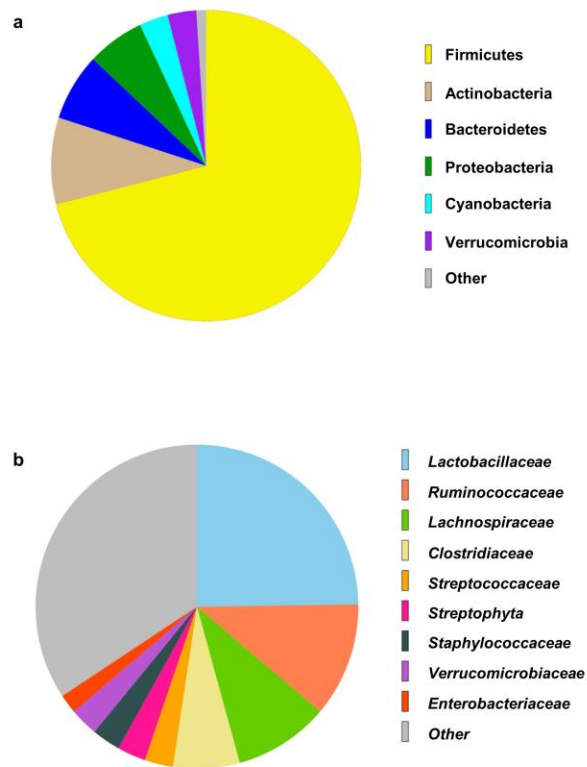 a
Firmicutes
Actinobacteria
Bacteroidetes
Proteobacteria
Cyanobacteria
Verrucomicrobia
Other
b
Lactobacillaceae
Ruminococcaceae
Lachnospiraceae
Clostridiaceae
Streptococcaceae
Streptophyta
Staphylococcaceae
Verrucomicrobiaceae
Enterobacteriaceae
Other